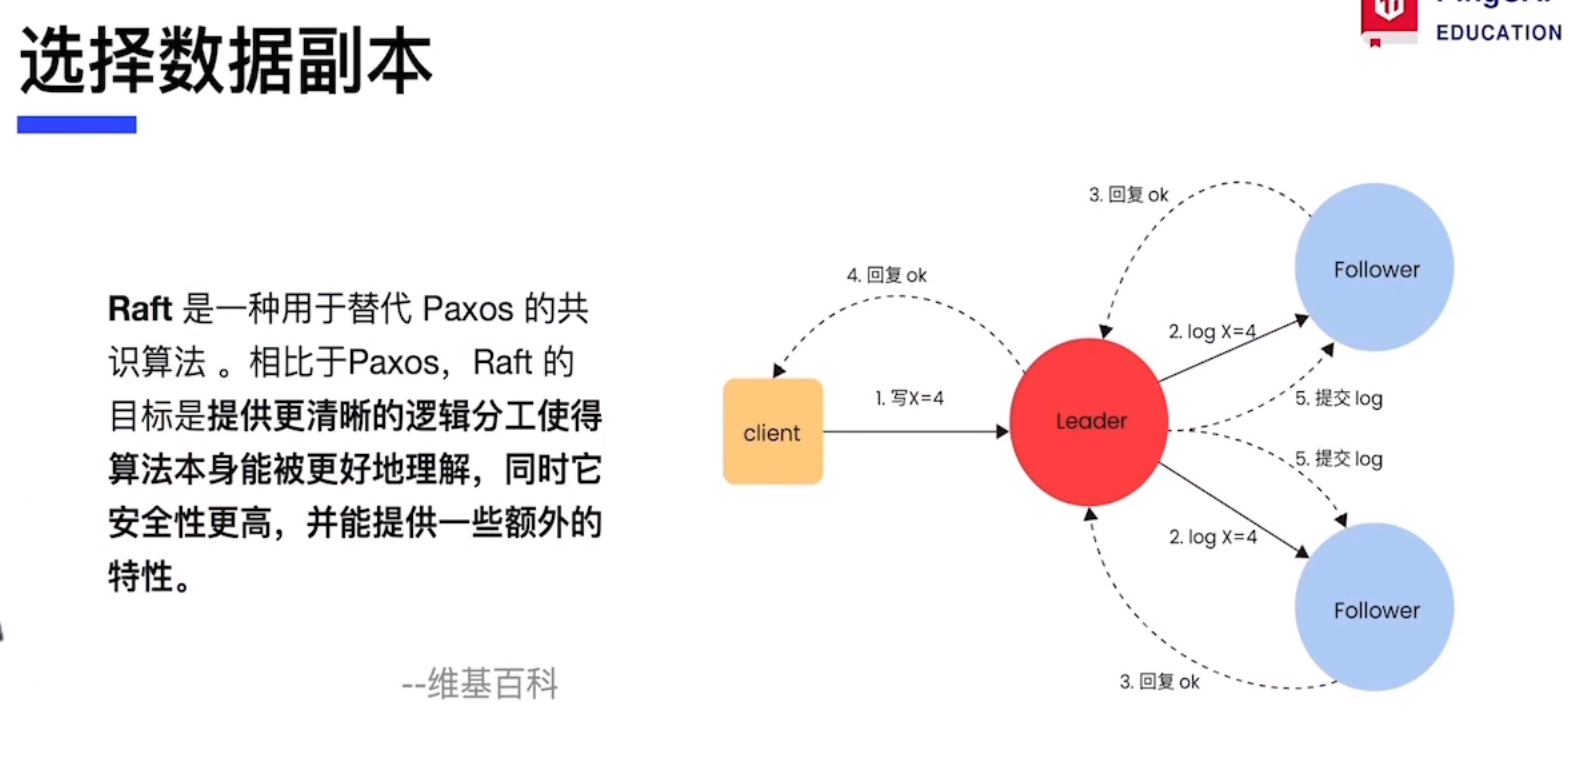 选择数据副本
EDUCATION
Raft 是一种用于替代 Paxos 的共
识算法 。相比于Paxos，Raft 的
目标是提供更清晰的逻辑分工使得
算法本身能被更好地理解，同时它
安全性更高，并能提供一些额外的
特性。
--维基百科
3. 回复 ok
Follower
4. 回复 ok
2. log X=4
1. 写X=4
5. 提交 log
Leader
client
5. 提交 log
2. log X=4
Follower
3. 回复 ok